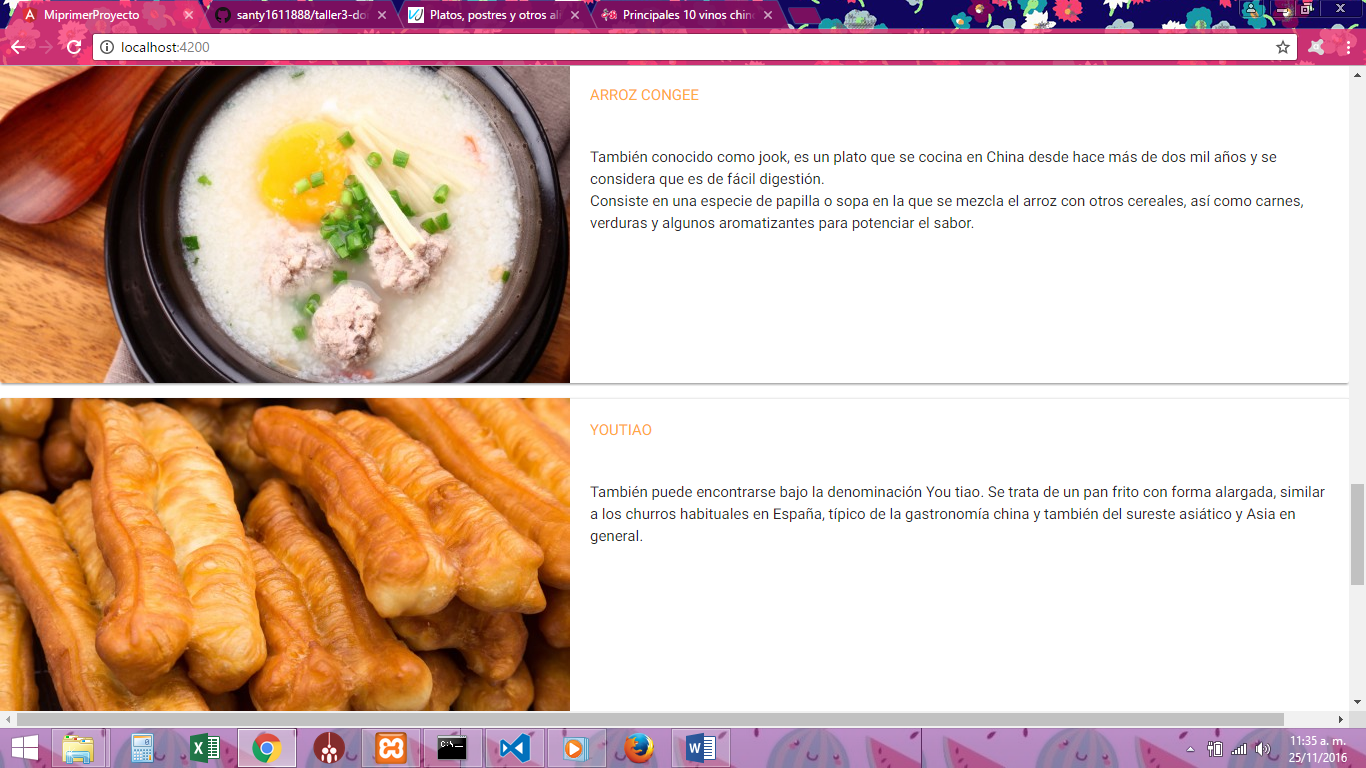 MiprimerProyecto
santy1611888/taller3-do
Platos, postres y otros ali
Principales 10 vinos chino
localhost:4200
ARROZ CONGEE
También conocido como jook, es un plato que se cocina en China desde hace más de dos mil años y se
considera que es de fácil digestión.
Consiste en una especie de papilla o sopa en la que se mezcla el arroz con otros cereales, así como carnes,
verduras y algunos aromatizantes para potenciar el sabor.
YOUTIAO
También puede encontrarse bajo la denominación You tiao. Se trata de un pan frito con forma alargada, similar
a los churros habituales en España, típico de la gastronomía china y también del sureste asiático y Asia en
general.
11:35 a. m.
25/11/2016